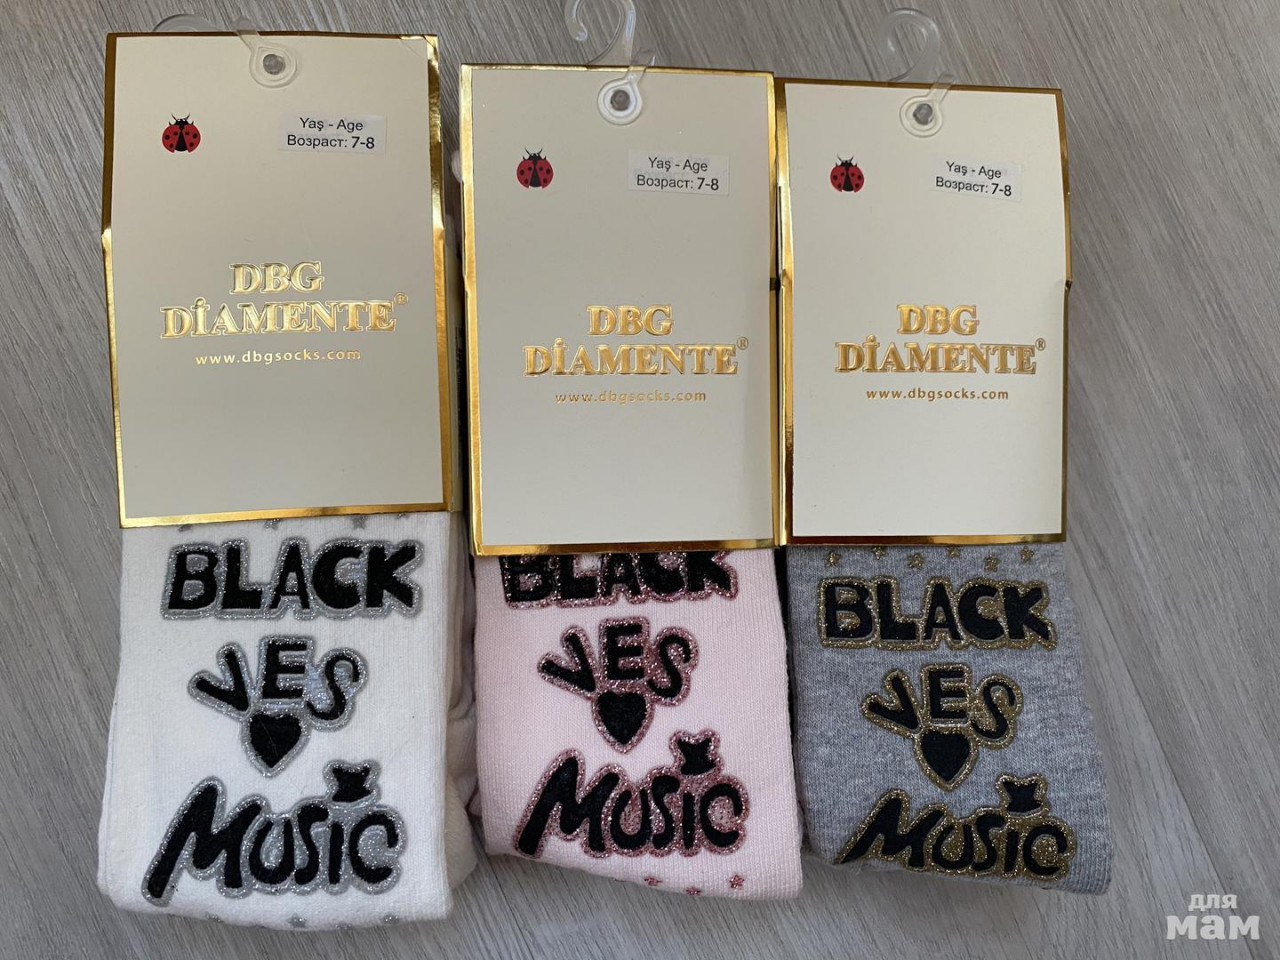 Yaş - Age
Возраст: 7-8
DBG
DİAMENTE®
www.dbgsocks.com
BLACK
YES
MUSIC
Yaş - Age
Возраст: 7-8
DBG
DİAMENTE®
www.dbgsocks.com
BLACK
YES
MUSIC
Yaş - Age
Возраст: 7-8
DBG
DİAMENTE®
www.dbgsocks.com
BLACK
YES
MUSIC
для
мам